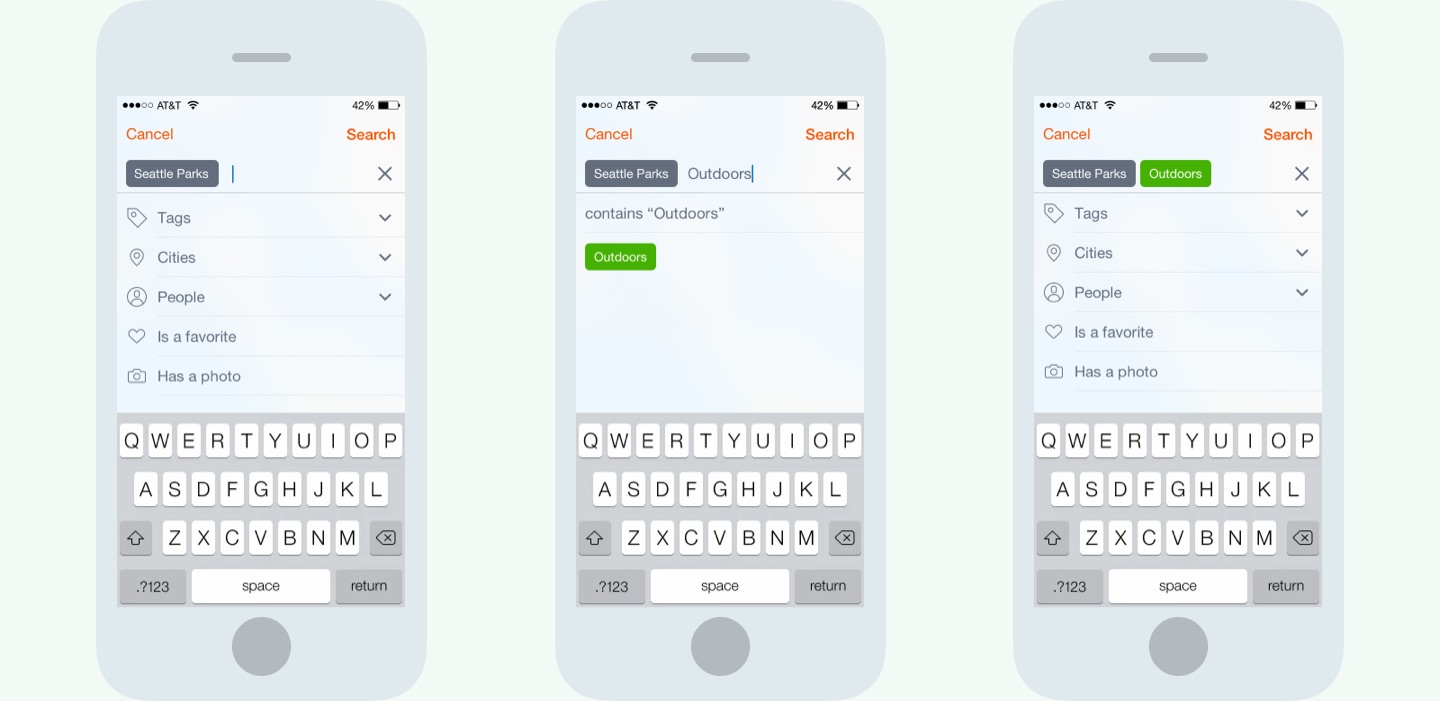 AT&T 42%
Cancel Search
Seattle Parks
Tags
Cities
People
Is a favorite
Has a photo
Q W E R T Y U I O P
A S D F G H J K L
Z X C V B N M
.?123 space return
AT&T 42%
Cancel Search
Seattle Parks Outdoors
contains “Outdoors”
Outdoors
Q W E R T Y U I O P
A S D F G H J K L
Z X C V B N M
.?123 space return
AT&T 42%
Cancel Search
Seattle Parks Outdoors
Tags
Cities
People
Is a favorite
Has a photo
Q W E R T Y U I O P
A S D F G H J K L
Z X C V B N M
.?123 space return